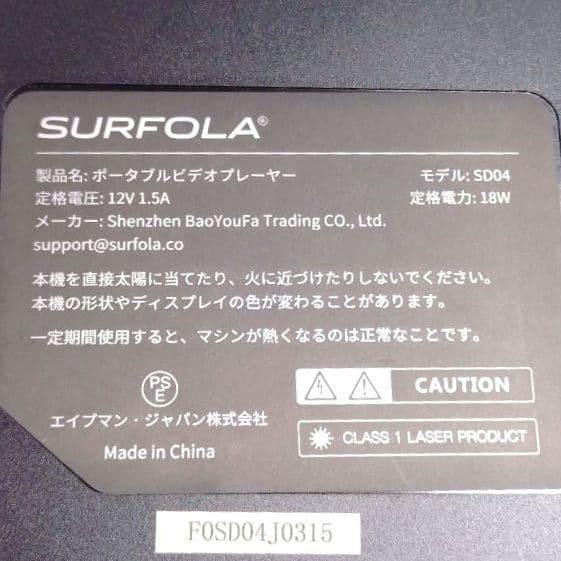 SURFOLA®
製品名: ポータブルビデオプレーヤー モデル: SD04
定格電圧: 12V 1.5A 定格電力: 18W
メーカー: Shenzhen BaoYouFa Trading CO., Ltd.
support@surfola.co
本機を直接太陽に当てたり、火に近づけたりしないでください。
本機の形状やディスプレイの色が変わることがあります。
一定期間使用すると、マシンが熱くなるのは正常なことです。
PS
E
エイプマン・ジャパン株式会社
Made in China
CAUTION
CLASS 1 LASER PRODUCT
F0SD04J0315